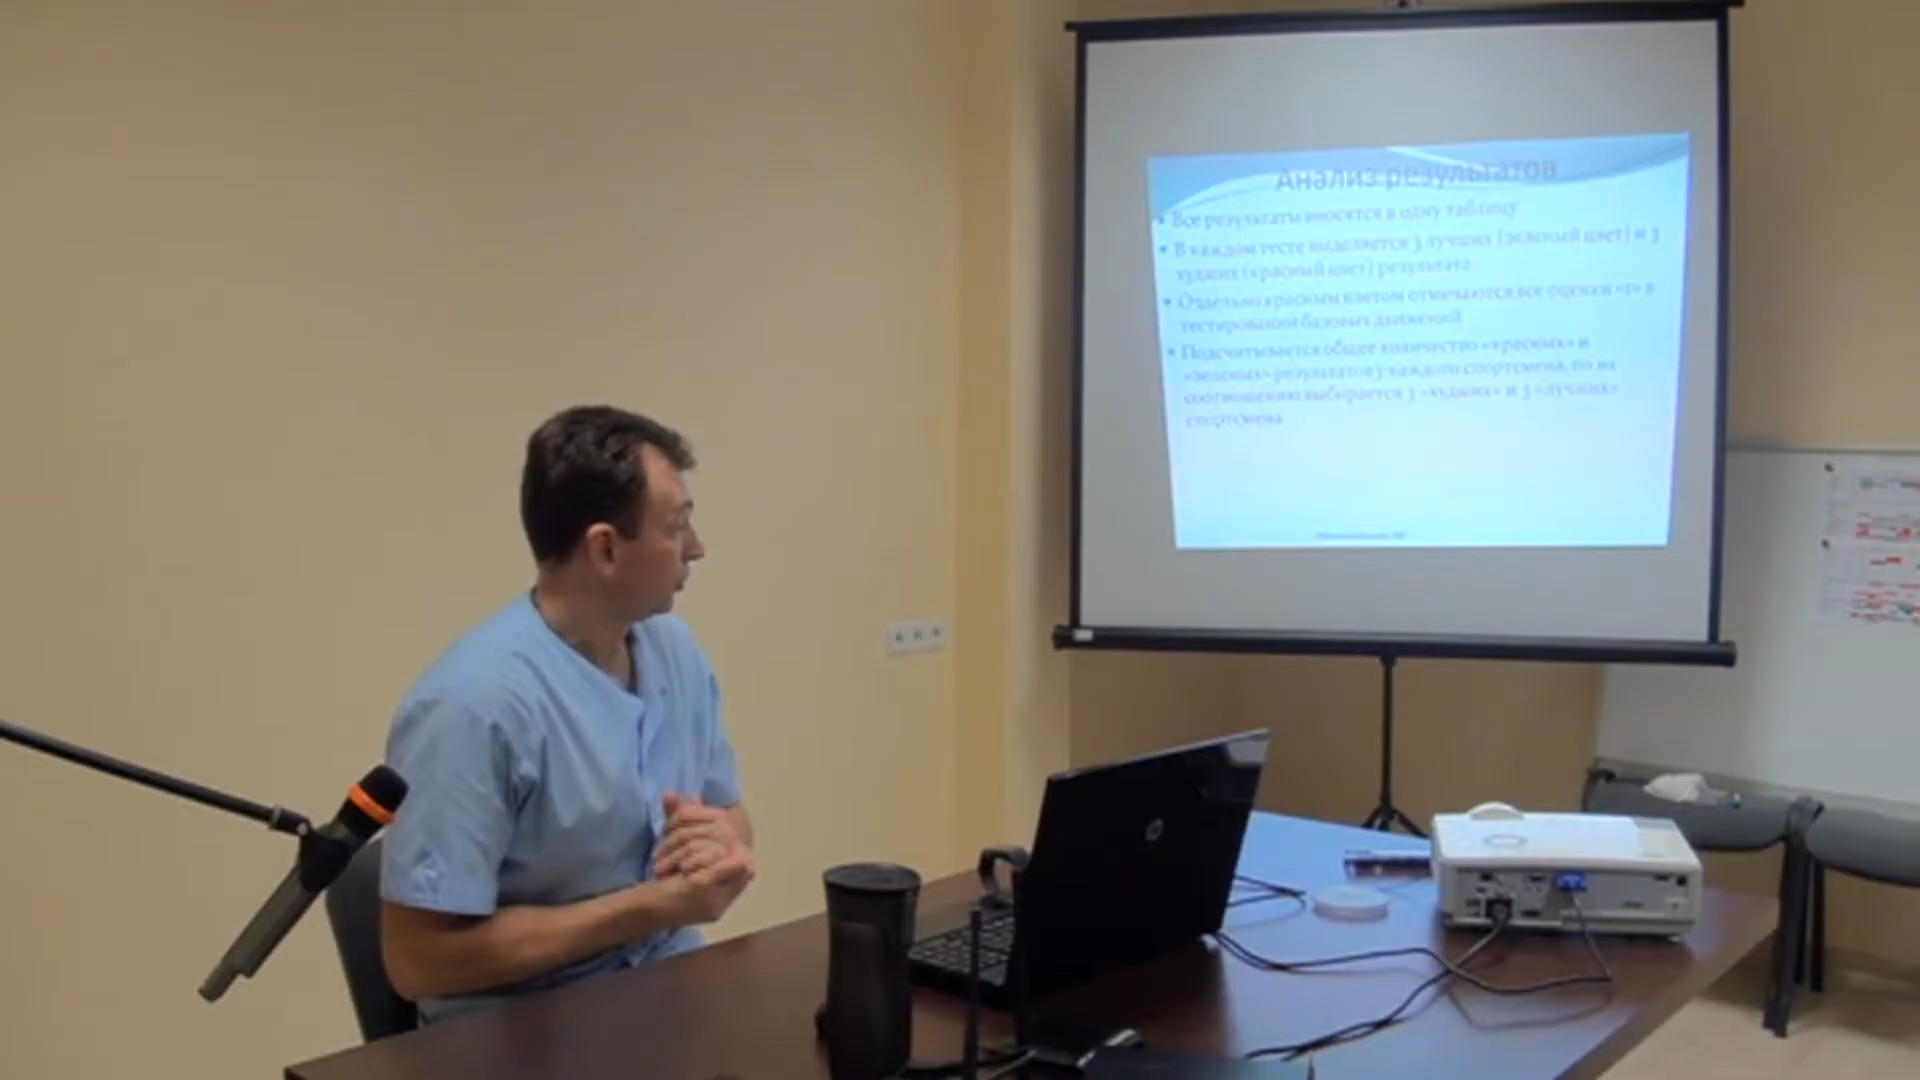 Анализ результатов
• Все результаты вносятся в одну таблицу
• В каждом тесте выделяется 3 лучших (зеленый цвет) и 3
худших (красный цвет) результата
• Отдельно красным цветом отмечаются все оценки «1» в
тестировании базовых движений
• Подсчитывается общее количество «красных» и
«зеленых» результатов у каждого спортсмена, по их
соотношению выбирается 3 «худших» и 3 «лучших»
спортсмена
hp